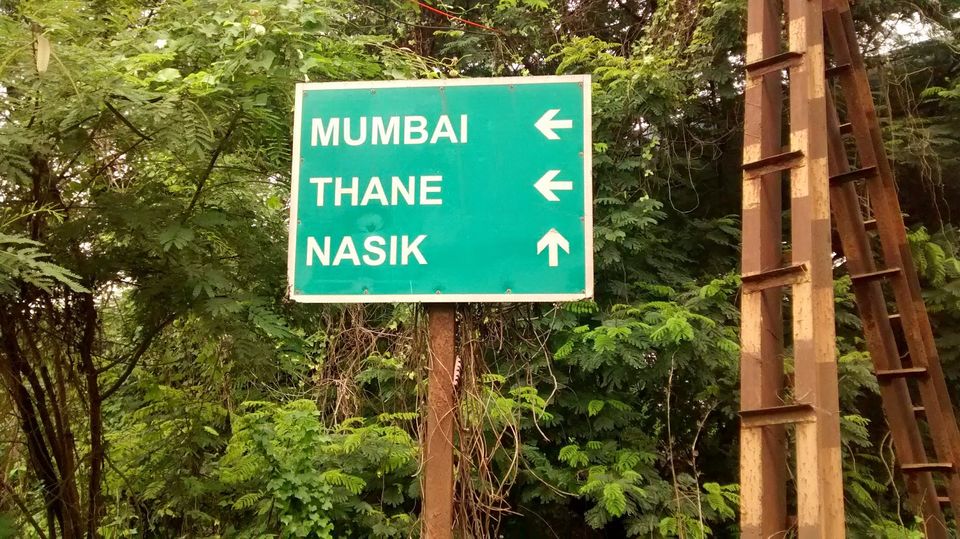 MUMBAI ←
THANE ←
NASIK ↑